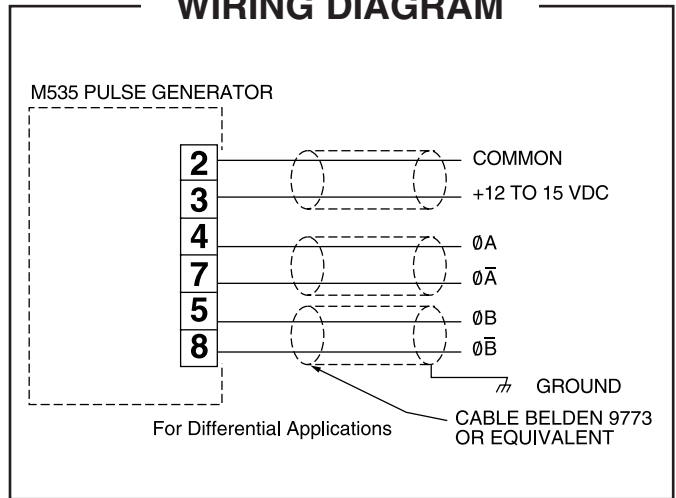 WIRING DIAGRAM
M535 PULSE GENERATOR
2 COMMON
3 +12 TO 15 VDC
4 ØA
7 ØA̅
5 ØB
8 ØB̅
GROUND
For Differential Applications
CABLE BELDEN 9773
OR EQUIVALENT